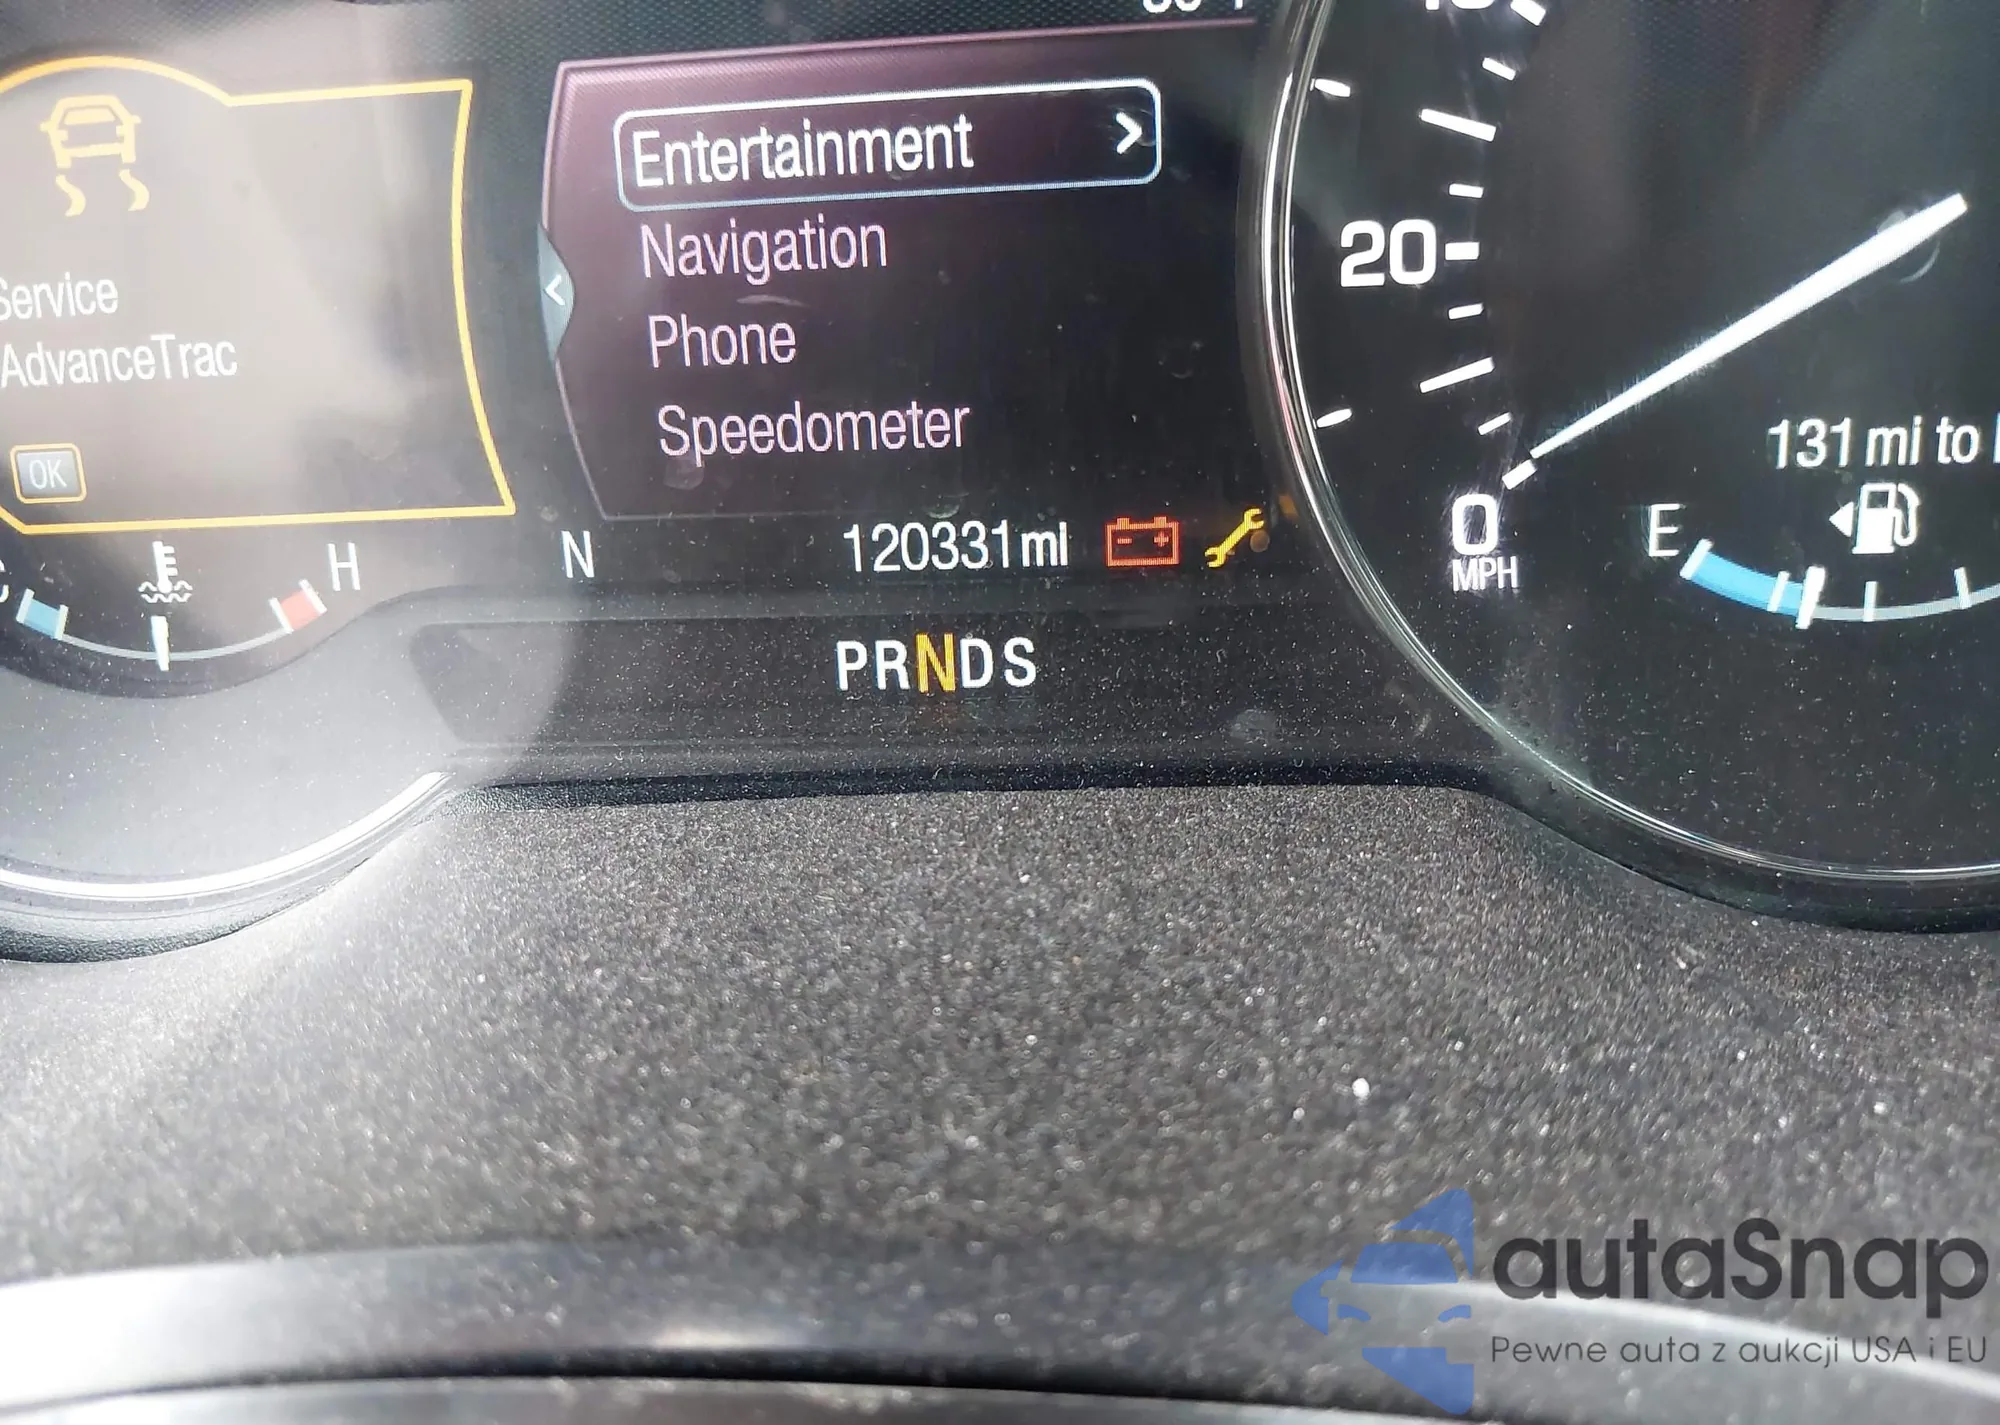 Service
AdvanceTrac
OK
Entertainment
Navigation
Phone
Speedometer
H
N
120331 mi
PRNDS
20
0
MPH
131 mi to
E
autaSnap
Pewne auta z aukcji USA i EU